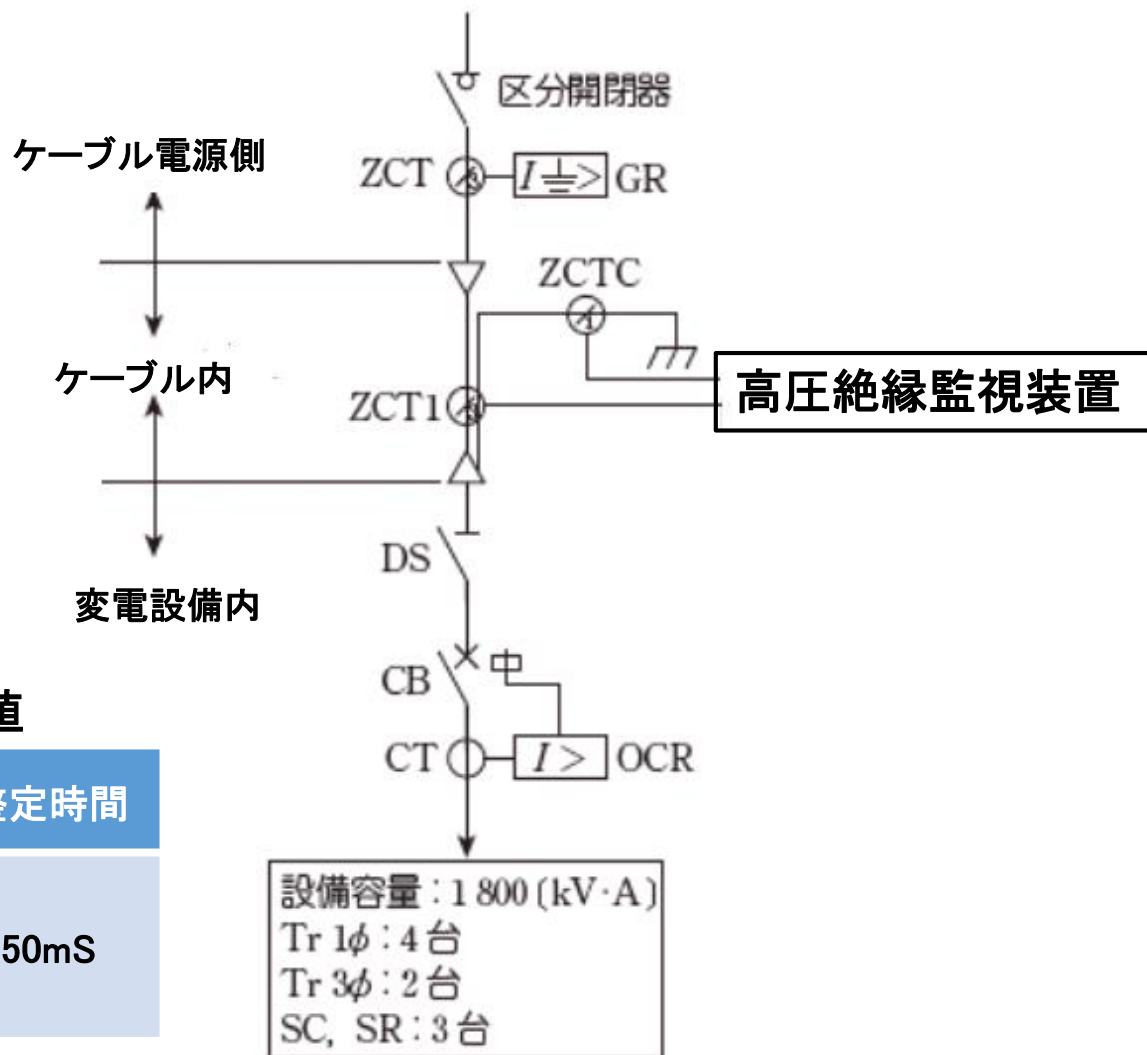 区分開閉器
ケーブル電源側
ZCT
I >
GR
ZCTC
ケーブル内
ZCT1
高圧絶縁監視装置
DS
変電設備内
CB
値
CT
I >
OCR
整定時間
設備容量:1 800 (kV·A)
Tr 1ϕ:4 台
50mS
Tr 3ϕ:2 台
SC, SR:3 台